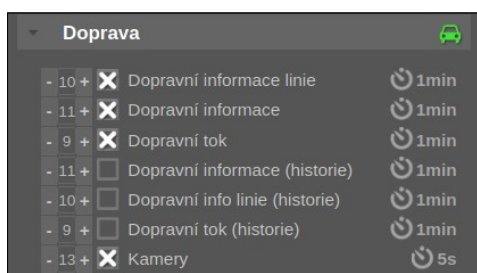 Doprava
- 10 + Dopravní informace linie 1min
- 11 + Dopravní informace 1min
- 9 + Dopravní tok 1min
- 11 + Dopravní informace (historie) 1min
- 10 + Dopravní info linie (historie) 1min
- 9 + Dopravní tok (historie) 1min
- 13 + Kamery 5s